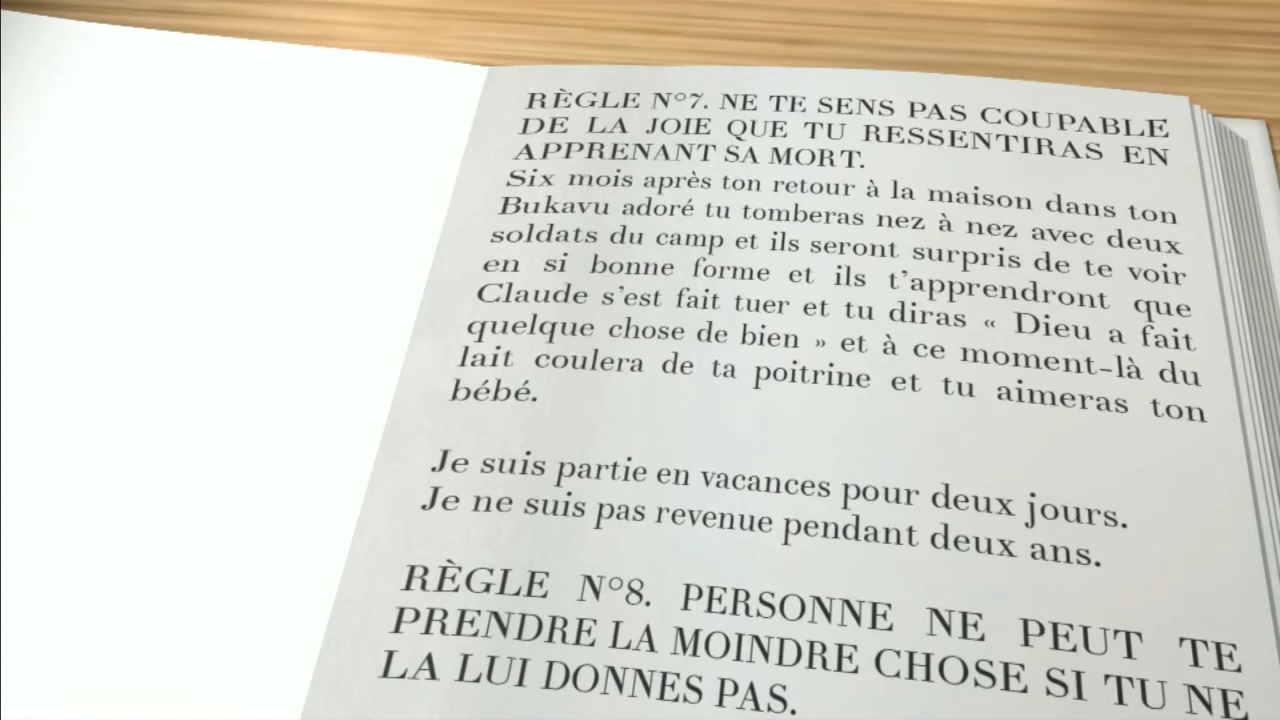 RÈGLE N°7. NE TE SENS PAS COUPABLE
DE LA JOIE QUE TU RESSENTIRAS EN
APPRENANT SA MORT.
Six mois après ton retour à la maison dans ton
Bukavu adoré tu tomberas nez à nez avec deux
soldats du camp et ils seront surpris de te voir
en si bonne forme et ils t'apprendront que
Claude s'est fait tuer et tu diras « Dieu a fait
quelque chose de bien » et à ce moment-là du
lait coulera de ta poitrine et tu aimeras ton
bébé.
Je suis partie en vacances pour deux jours.
Je ne suis pas revenue pendant deux ans.
RÈGLE N°8. PERSONNE NE PEUT TE
PRENDRE LA MOINDRE CHOSE SI TU NE
LA LUI DONNES PAS.